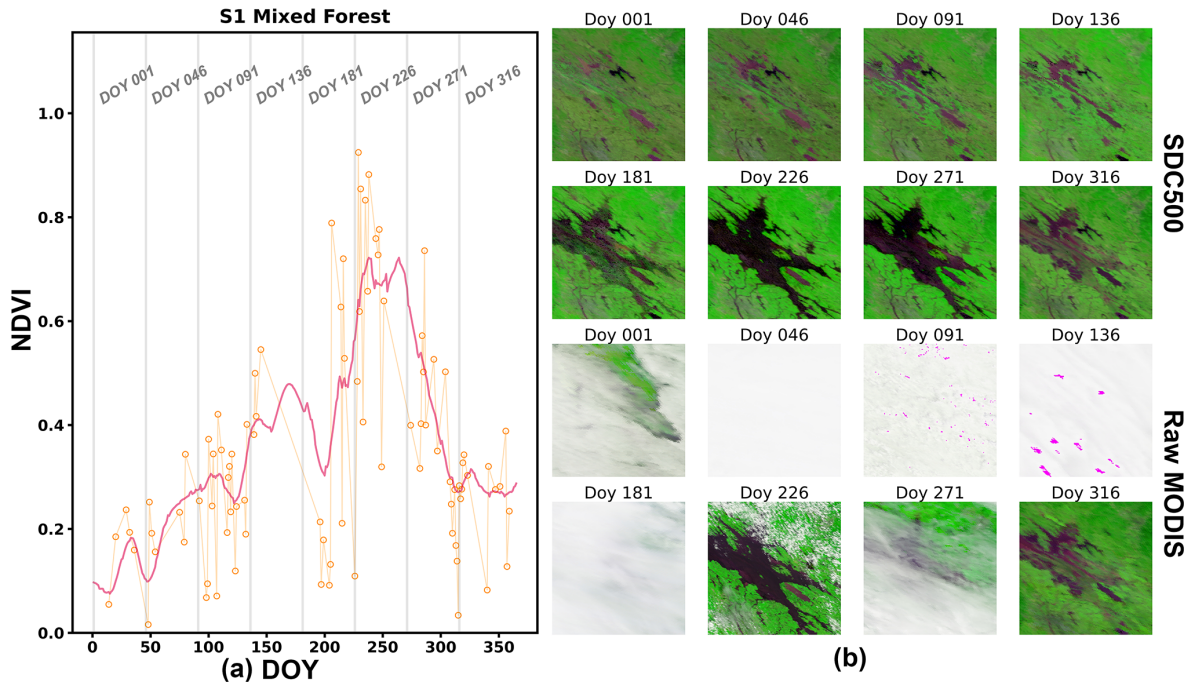 S1 Mixed Forest
NDVI
1.0
0.8
0.6
0.4
0.2
0.0
DOY 001
DOY 046
DOY 091
DOY 136
DOY 181
DOY 226
DOY 271
DOY 316
0 50 100 150 200 250 300 350
(a) DOY
Doy 001 Doy 046 Doy 091 Doy 136
Doy 181 Doy 226 Doy 271 Doy 316
SDC500
Doy 001 Doy 046 Doy 091 Doy 136
Doy 181 Doy 226 Doy 271 Doy 316
Raw MODIS
(b)